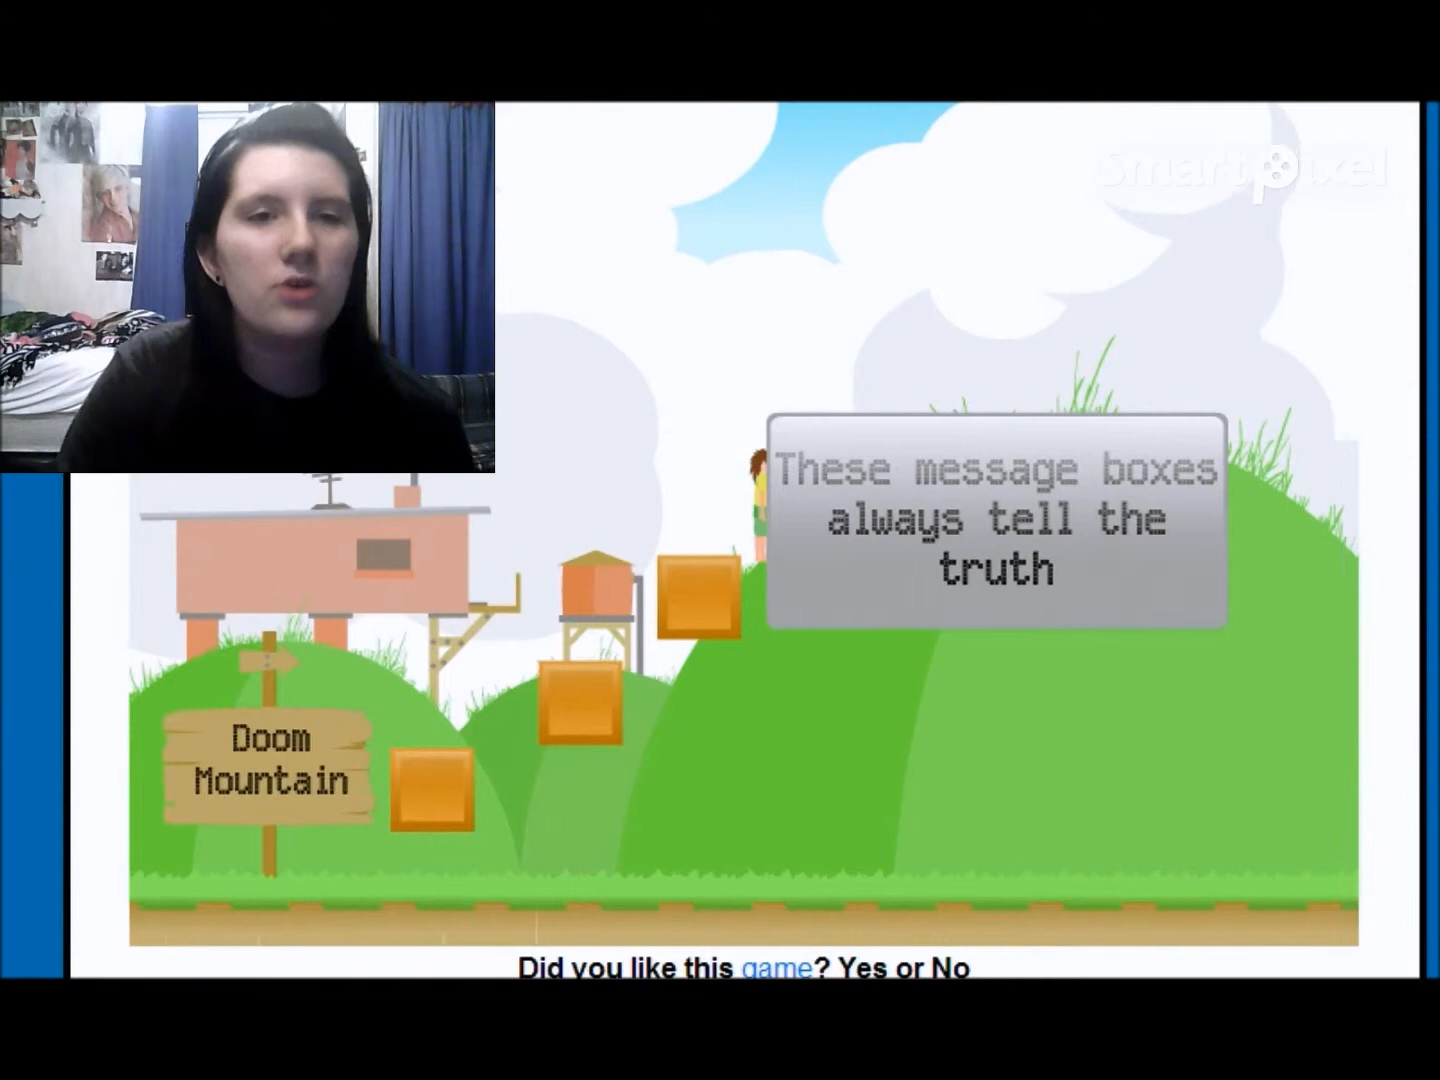 Smartpixel
These message boxes
always tell the
truth
Doom
Mountain
Did you like this game? Yes or No